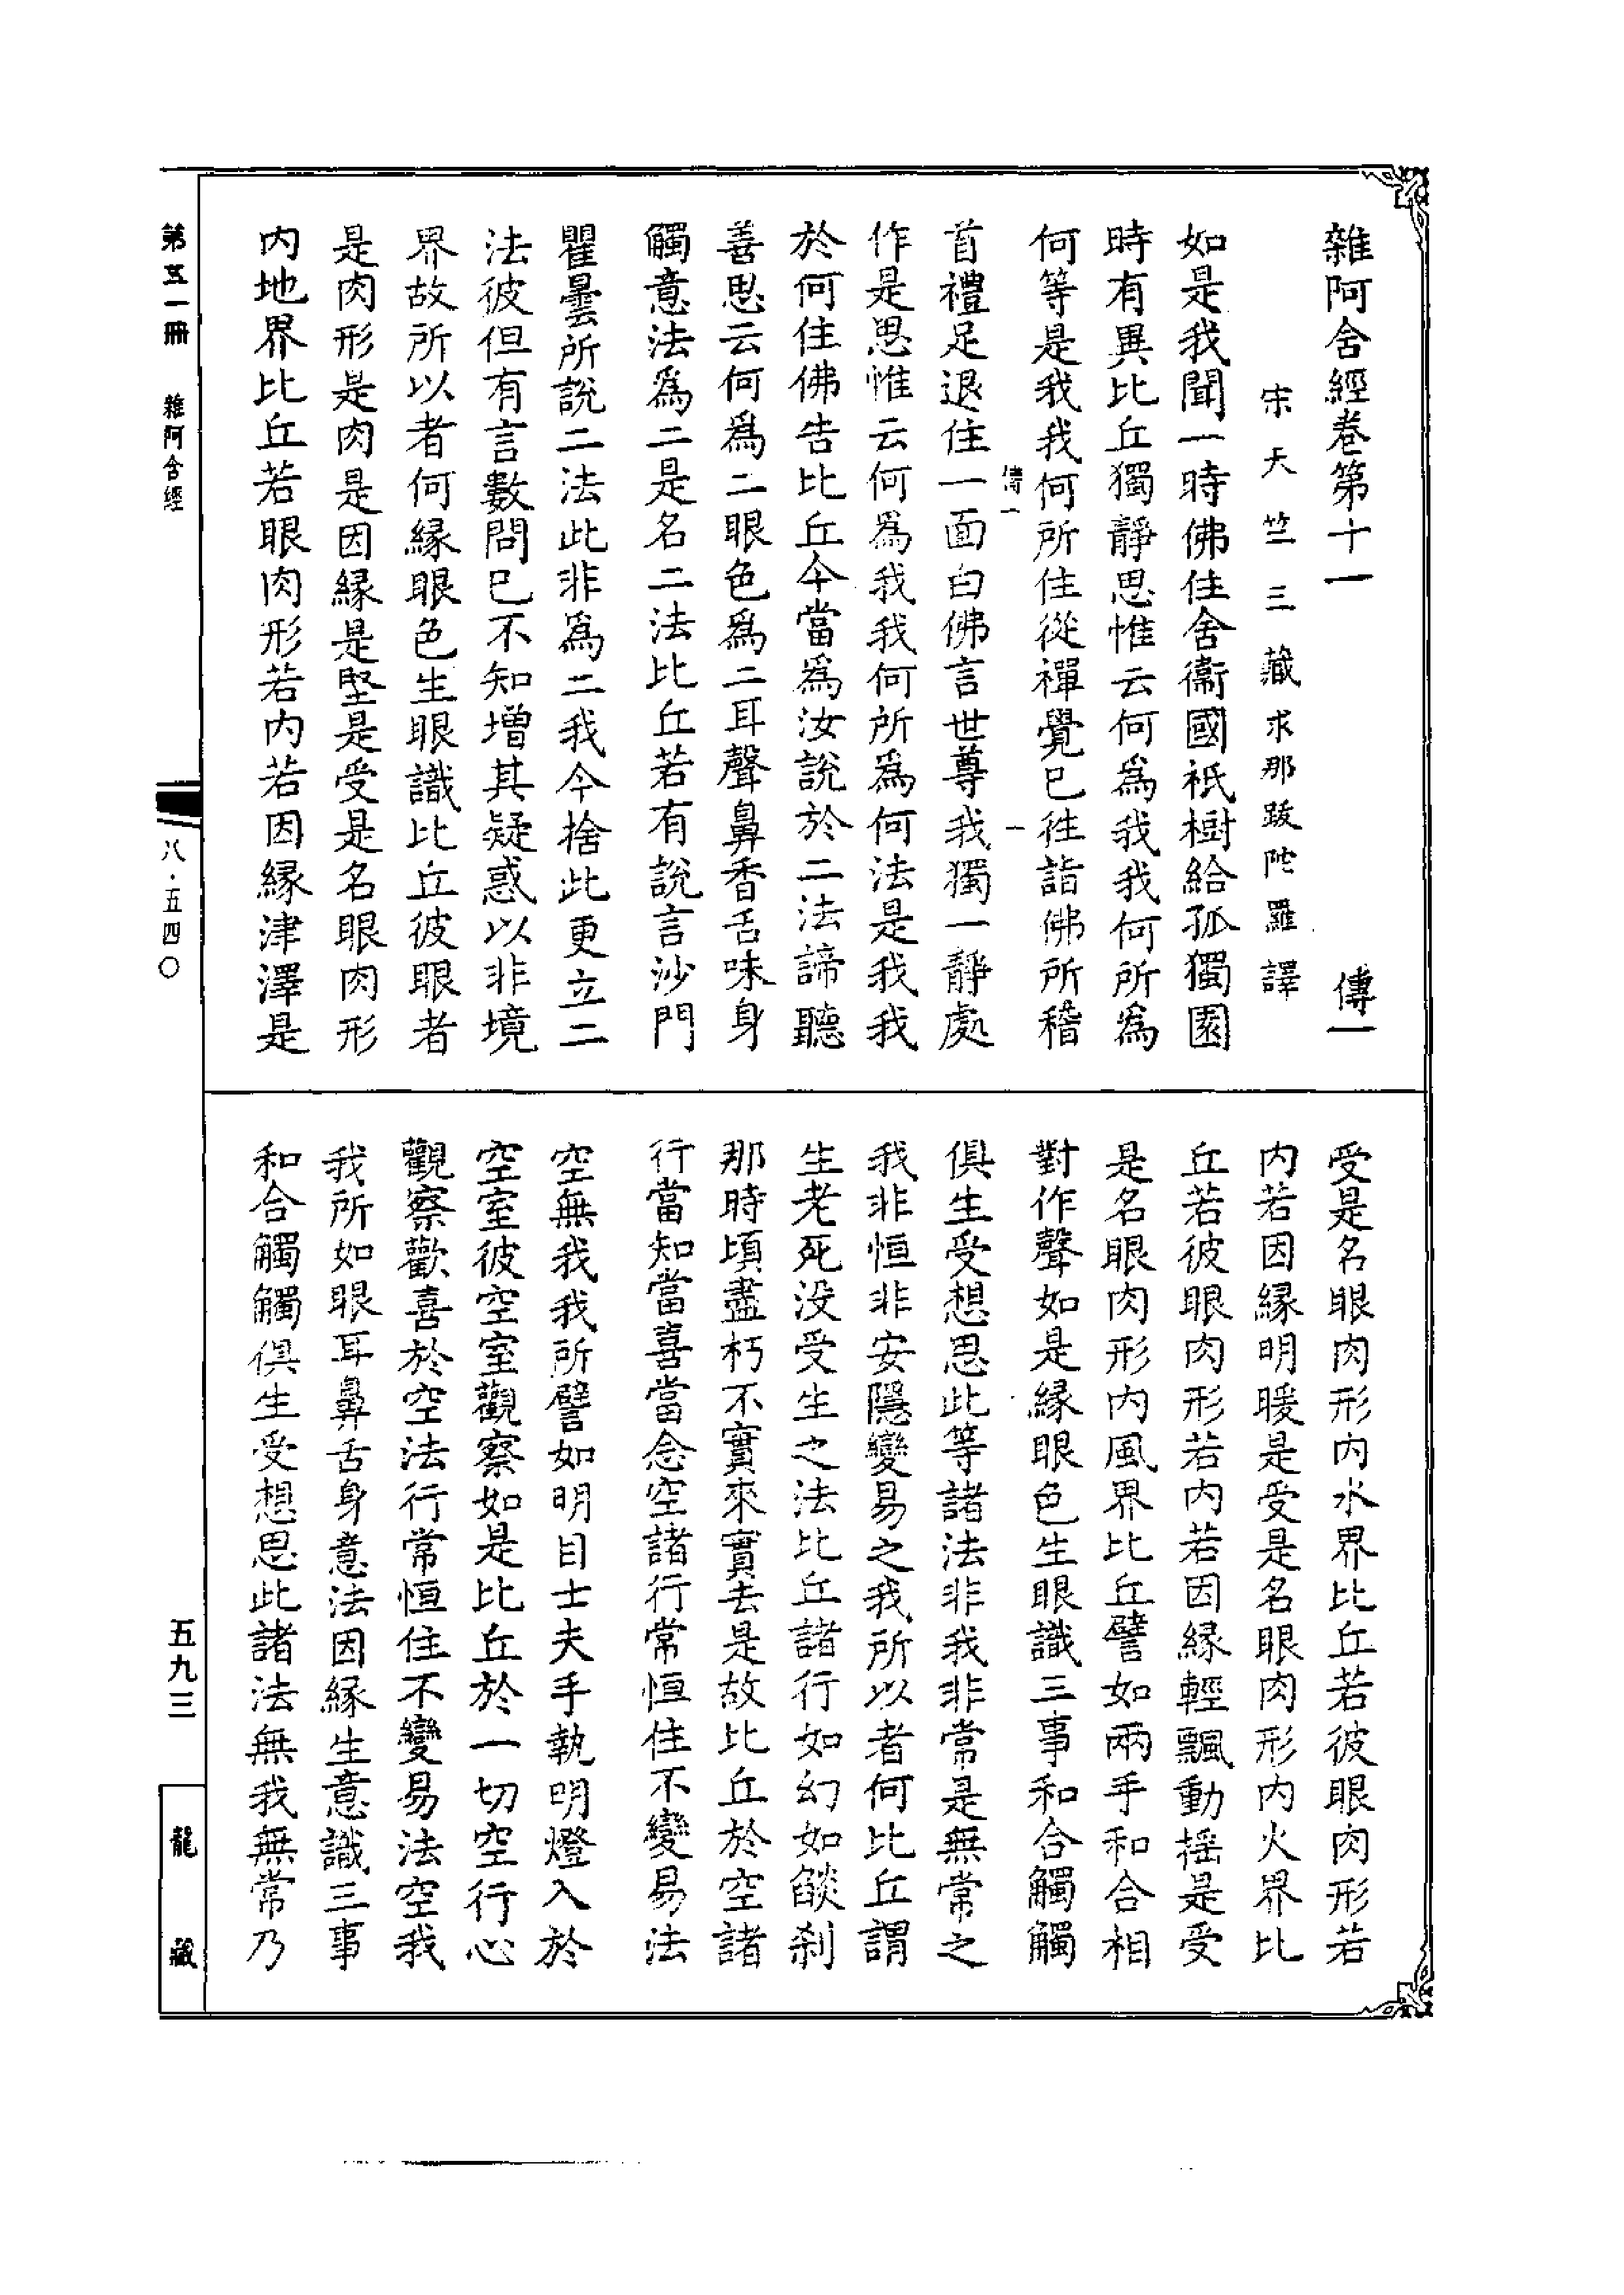 雜阿含經卷第十一 傳一
宋天竺三藏求那跋陀羅譯
如是我聞一時佛住舍衞國祇樹給孤獨園
時有異比丘獨靜思惟云何爲我我何所爲
何等是我我何所住從禪覺已往詣佛所稽
傳一 一
首禮足退住一面白佛言世尊我獨一靜處
作是思惟云何爲我我何所爲何法是我我
於何住佛告比丘今當爲汝說於二法諦聽
善思云何爲二眼色爲二耳聲鼻香舌味身
觸意法爲二是名二法比丘若有說言沙門
瞿曇所說二法此非爲二我今捨此更立二
法彼但有言數問已不知增其疑惑以非境
界故所以者何緣眼色生眼識比丘彼眼者
是肉形是肉是因緣是堅是受是名眼肉形
内地界比丘若眼肉形若内若因緣津澤是
受是名眼肉形内水界比丘若彼眼肉形若
内若因緣明暖是受是名眼肉形内火界比
丘若彼眼肉形若内若因緣輕飄動搖是受
是名眼肉形内風界比丘譬如兩手和合相
對作聲如是緣眼色生眼識三事和合觸觸
俱生受想思此等諸法非我非常是無常之
我非恒非安隱變易之我所以者何比丘謂
生老死没受生之法比丘諸行如幻如燄刹
那時頃盡朽不實來實去是故比丘於空諸
行當知當喜當念空諸行常恒住不變易法
空無我我所譬如明目士夫手執明燈入於
空室彼空室觀察如是比丘於一切空行心
觀察歡喜於空法行常恒住不變易法空我
我所如眼耳鼻舌身意法因緣生意識三事
和合觸觸俱生受想思此諸法無我無常乃
第五一冊 雜阿含經
八·五四〇
五九三
龍藏